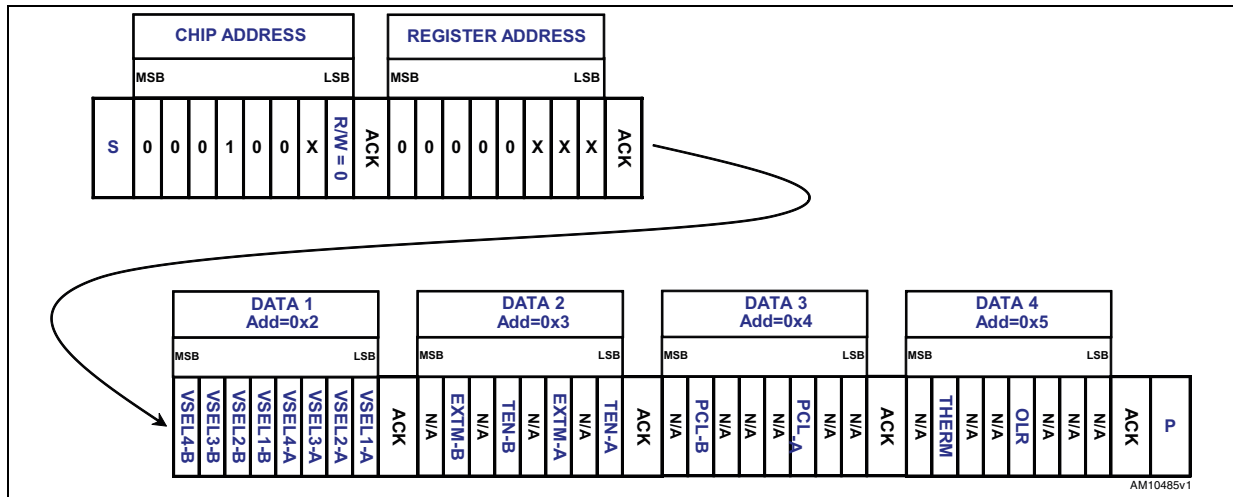 CHIP ADDRESS REGISTER ADDRESS
MSB LSB MSB LSB
S 0 0 0 1 0 0 X R/W = 0 ACK 0 0 0 0 0 X X X ACK
DATA 1 DATA 2 DATA 3 DATA 4
Add=0x2 Add=0x3 Add=0x4 Add=0x5
MSB LSB MSB LSB MSB LSB MSB LSB
VSEL4-B VSEL3-B VSEL2-B VSEL1-B VSEL4-A VSEL3-A VSEL2-A VSEL1-A ACK N/A EXTM-B N/A TEN-B N/A EXTM-A N/A TEN-A ACK N/A PCL-B N/A N/A N/A PCL-A N/A N/A ACK N/A THERM N/A N/A OLR N/A N/A N/A ACK P
AM10485v1